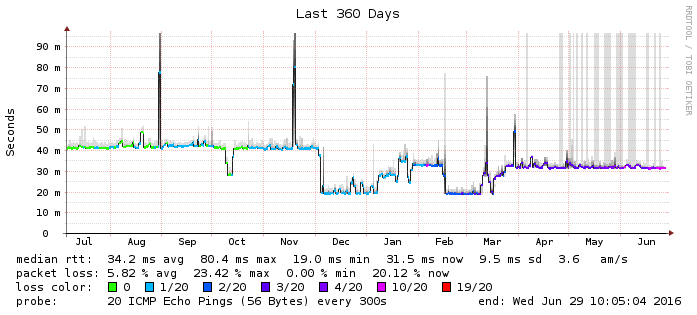 Last 360 Days
RRDTOOL / TOBI OETIKER
Seconds
90 m
80 m
70 m
60 m
50 m
40 m
30 m
20 m
10 m
0
Jul Aug Sep Oct Nov Dec Jan Feb Mar Apr May Jun
median rtt: 34.2 ms avg 80.4 ms max 19.0 ms min 31.5 ms now 9.5 ms sd 3.6 am/s
packet loss: 5.82 % avg 23.42 % max 0.00 % min 20.12 % now
loss color: 0 1/20 2/20 3/20 4/20 10/20 19/20
probe: 20 ICMP Echo Pings (56 Bytes) every 300s end: Wed Jun 29 10:05:04 2016